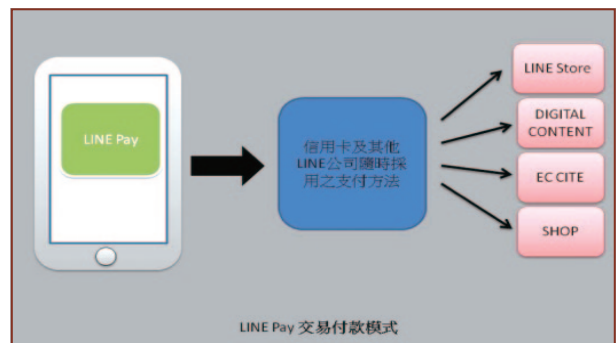 LINE Pay
信用卡及其他
LINE公司隨時採
用之支付方法
LINE Store
DIGITAL
CONTENT
EC CITE
SHOP
LINE Pay 交易付款模式